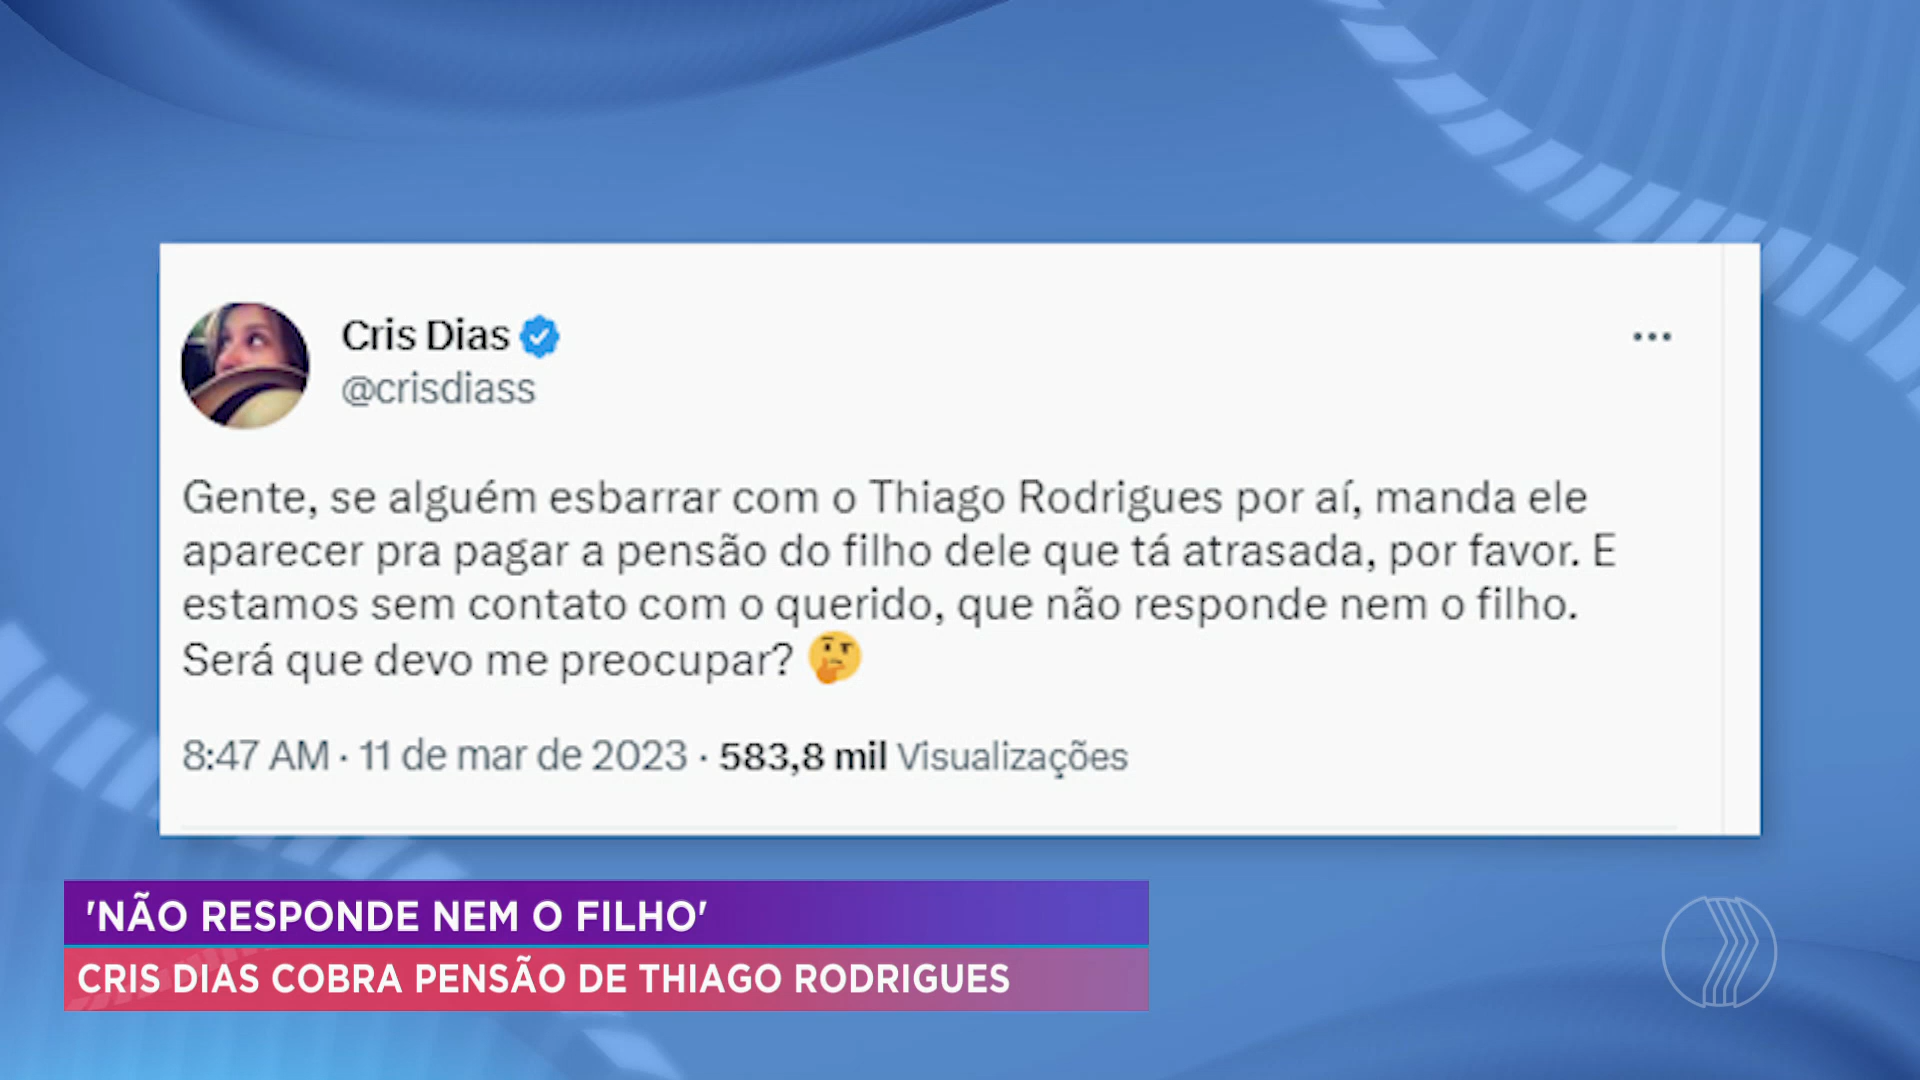 Cris Dias
@crisdiass
Gente, se alguém esbarrar com o Thiago Rodrigues por aí, manda ele
aparecer pra pagar a pensão do filho dele que tá atrasada, por favor. E
estamos sem contato com o querido, que não responde nem o filho.
Será que devo me preocupar? 🤔
8:47 AM · 11 de mar de 2023 · 583,8 mil Visualizações
'NÃO RESPONDE NEM O FILHO'
CRIS DIAS COBRA PENSÃO DE THIAGO RODRIGUES